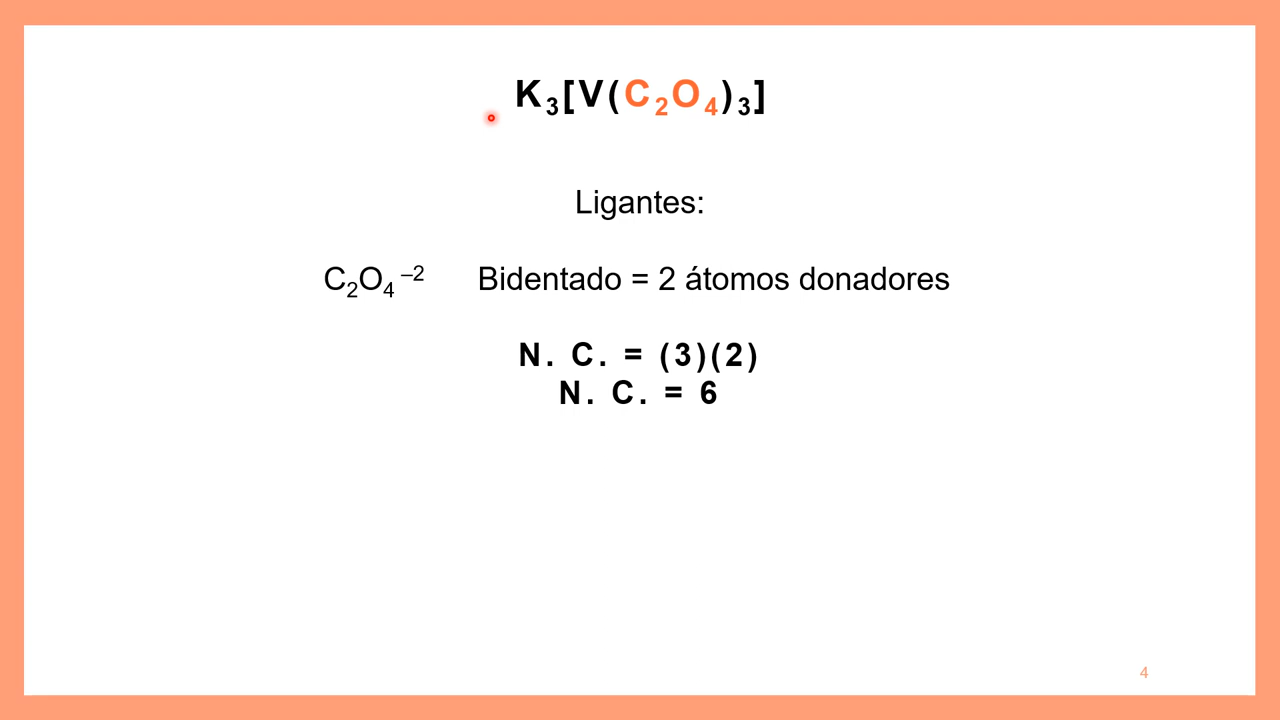 K₃[V(C₂O₄)₃]
Ligantes:
C₂O₄ ⁻² Bidentado = 2 átomos donadores
N. C. = (3)(2)
N. C. = 6
4